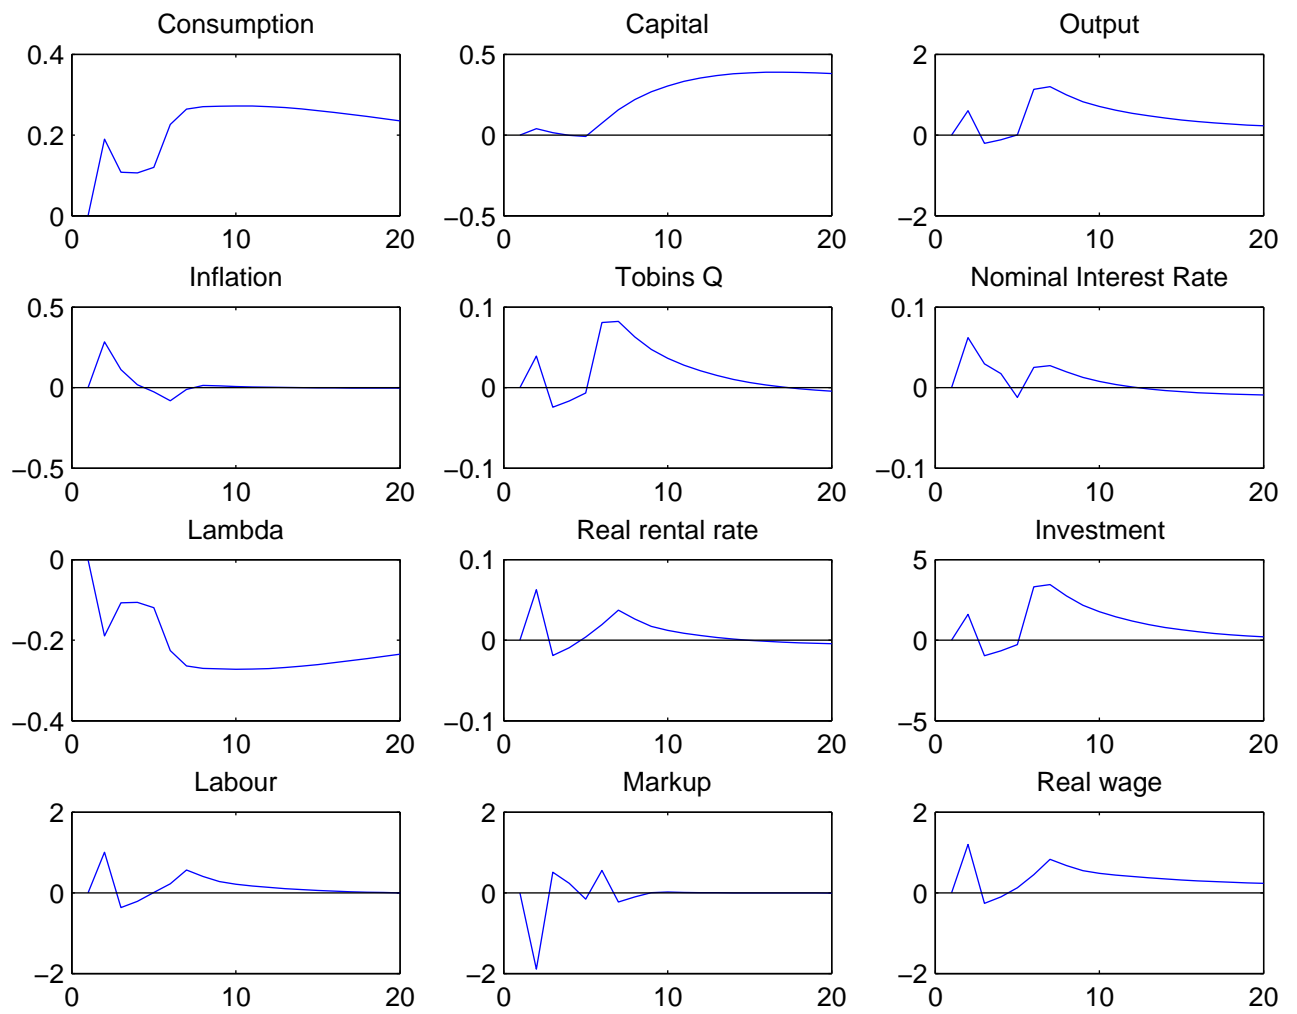 Consumption Capital Output
0.4 0.5 2
0.2 0 0
0 −0.5 −2
0 10 20 0 10 20 0 10 20
Inflation Tobins Q Nominal Interest Rate
0.5 0.1 0.1
0 0 0
−0.5 −0.1 −0.1
0 10 20 0 10 20 0 10 20
Lambda Real rental rate Investment
0 0.1 5
−0.2 0 0
−0.4 −0.1 −5
0 10 20 0 10 20 0 10 20
Labour Markup Real wage
2 2 2
0 0 0
−2 −2 −2
0 10 20 0 10 20 0 10 20